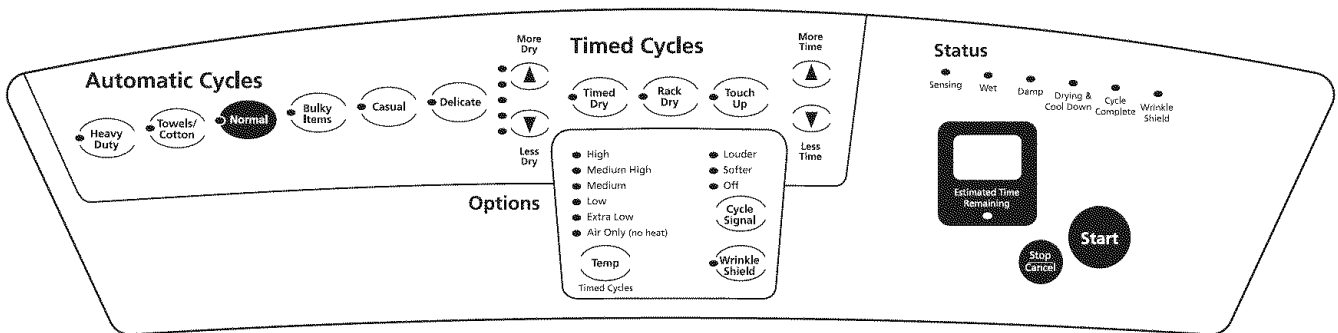 Automatic Cycles
Heavy
Duty
Towels/
Cotton
Normal
Bulky
Items
Casual
Delicate
More
Dry
Less
Dry
Timed Cycles
Timed
Dry
Rack
Dry
Touch
Up
More
Time
Less
Time
Options
High
Medium High
Medium
Low
Extra Low
Air Only (no heat)
Temp
Timed Cycles
Louder
Softer
Off
Cycle
Signal
Wrinkle
Shield
Status
Sensing
Wet
Damp
Drying &
Cool Down
Cycle
Complete
Wrinkle
Shield
Estimated Time
Remaining
Stop
Cancel
Start